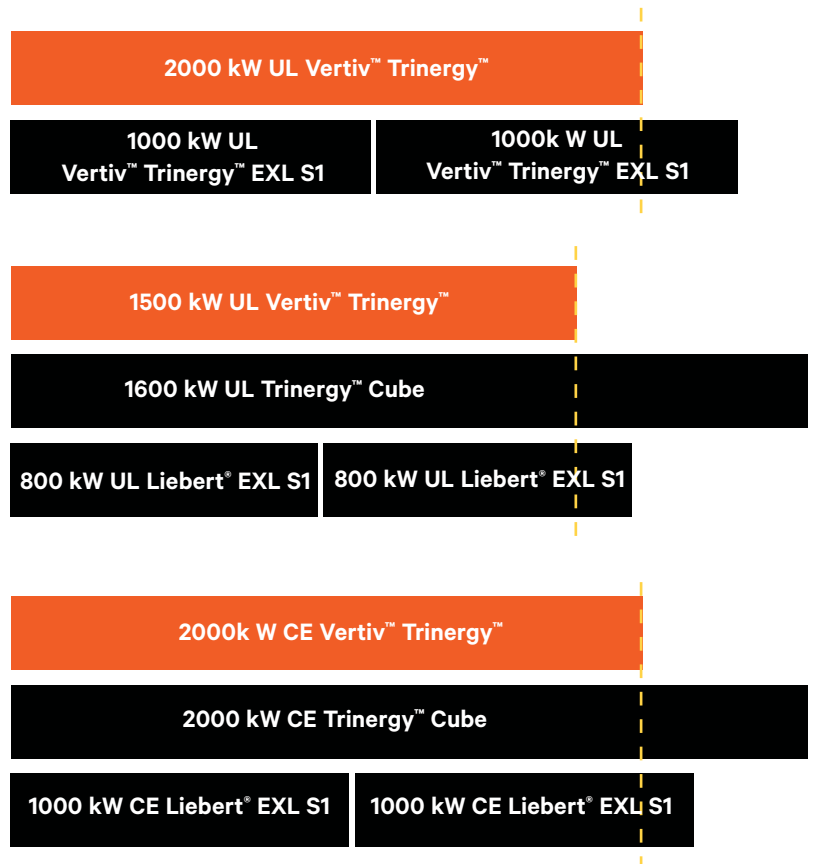 2000 kW UL Vertiv™ Trinergy™
1000 kW UL
Vertiv™ Trinergy™ EXL S1
1000k W UL
Vertiv™ Trinergy™ EXL S1
1500 kW UL Vertiv™ Trinergy™
1600 kW UL Trinergy™ Cube
800 kW UL Liebert® EXL S1
800 kW UL Liebert® EXL S1
2000k W CE Vertiv™ Trinergy™
2000 kW CE Trinergy™ Cube
1000 kW CE Liebert® EXL S1
1000 kW CE Liebert® EXL S1